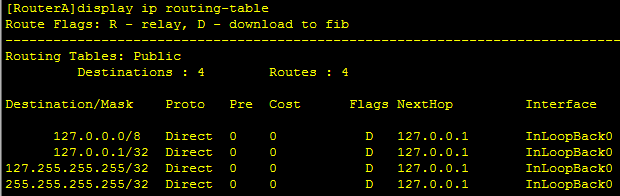 [RouterA]display ip routing-table
Route Flags: R - relay, D - download to fib
------------------------------------------------------------------------------
Routing Tables: Public
         Destinations : 4        Routes : 4

Destination/Mask    Proto  Pre  Cost      Flags NextHop         Interface

      127.0.0.0/8   Direct  0    0          D   127.0.0.1       InLoopBack0
      127.0.0.1/32  Direct  0    0          D   127.0.0.1       InLoopBack0
127.255.255.255/32  Direct  0    0          D   127.0.0.1       InLoopBack0
255.255.255.255/32  Direct  0    0          D   127.0.0.1       InLoopBack0